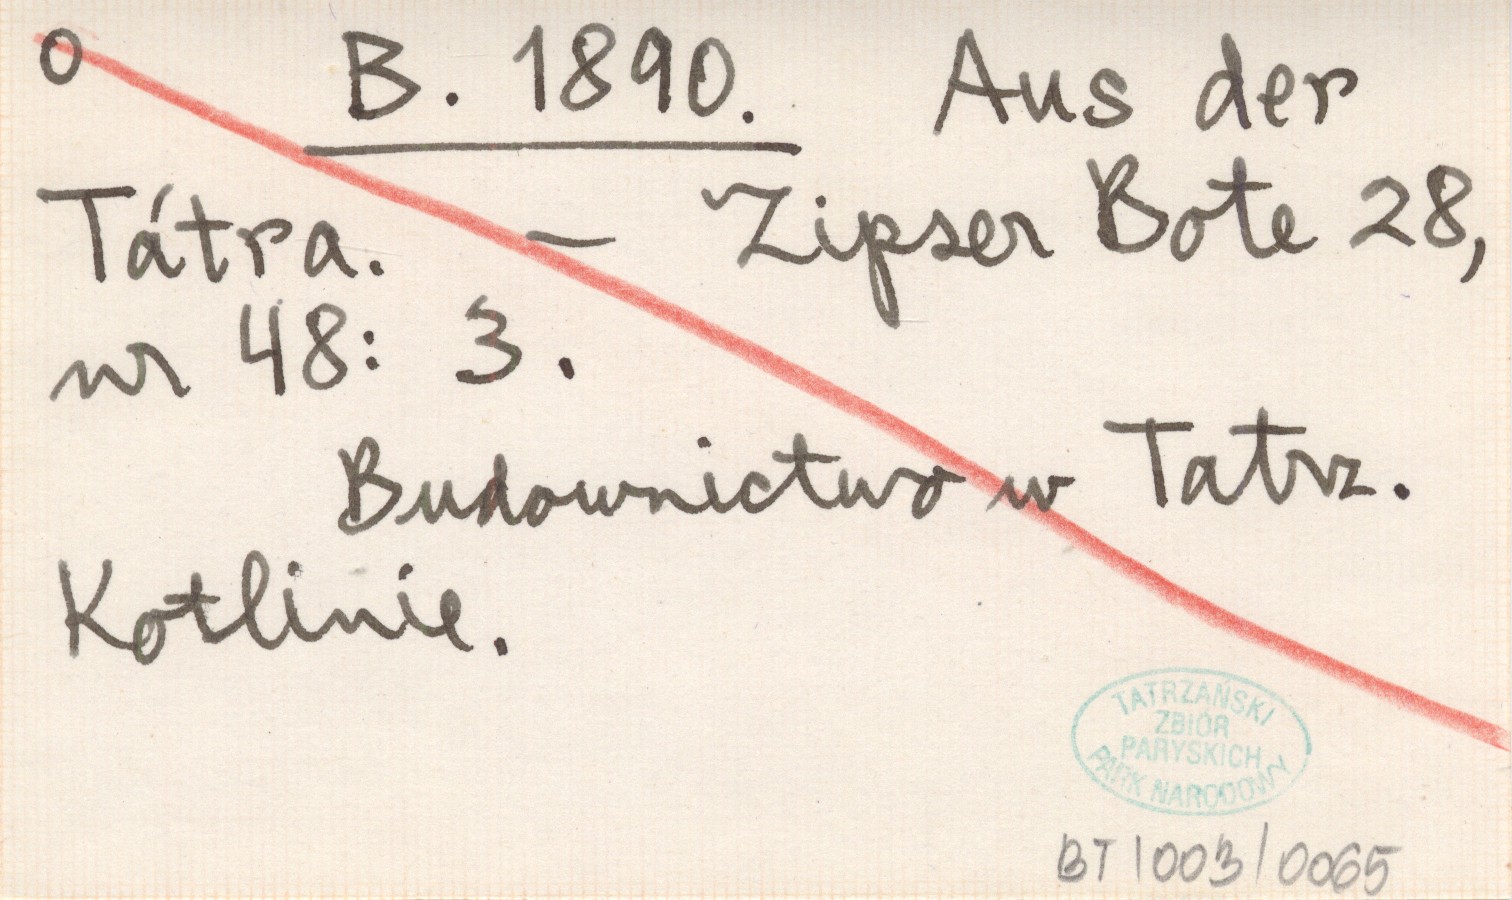 o B. 1890. Aus der
Tátra. – Zipser Bote 28,
nr 48: 3.
Budownictwo w Tatrz.
Kotlinie.
TATRZAŃSKI
ZBIÓR
PARYSKICH
PARK NARODOWY
BT/003/0065